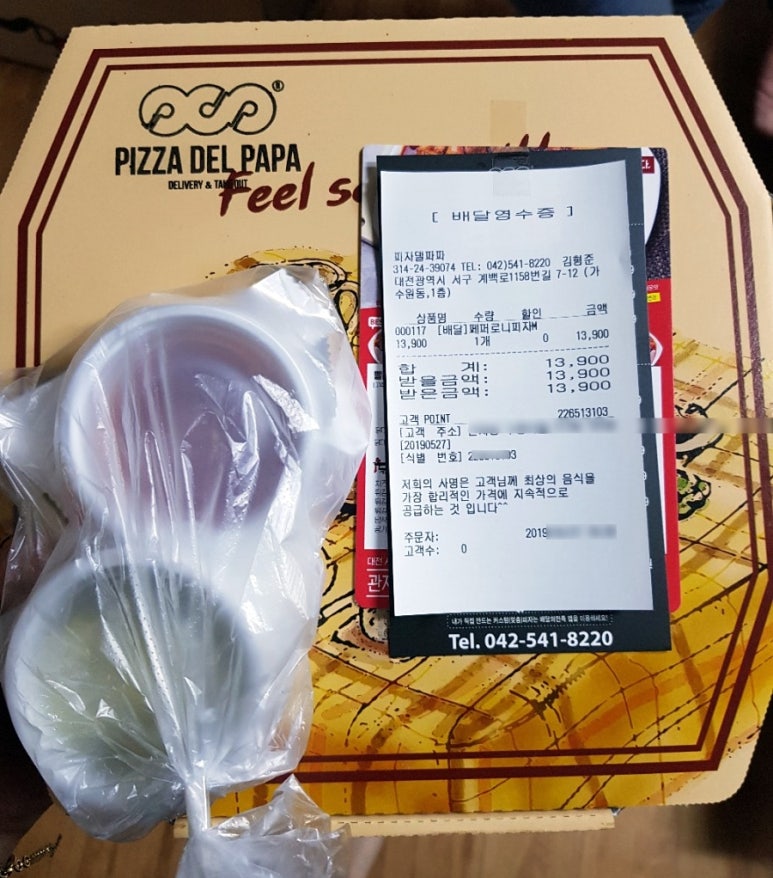 PIZZA DEL PAPA
DELIVERY & TAKEOUT
Feel
[ 배달영수증 ]
피자델파파
314-24-39074 TEL: 042)541-8220 김형준
대전광역시 서구 계백로1158번길 7-12 (가
수원동,1층)
상품명 수량 할인 금액
000117 [배달]페퍼로니피자M
13,900 1개 0 13,900
합 계: 13,900
받을금액: 13,900
받은금액: 13,900
고객 POINT 226513103
[고객 주소]
[20190527]
[식별 번호]
저희의 사명은 고객님께 최상의 음식을
가장 합리적인 가격에 지속적으로
공급하는 것 입니다^^
주문자: 2019
고객수: 0
Tel. 042-541-8220